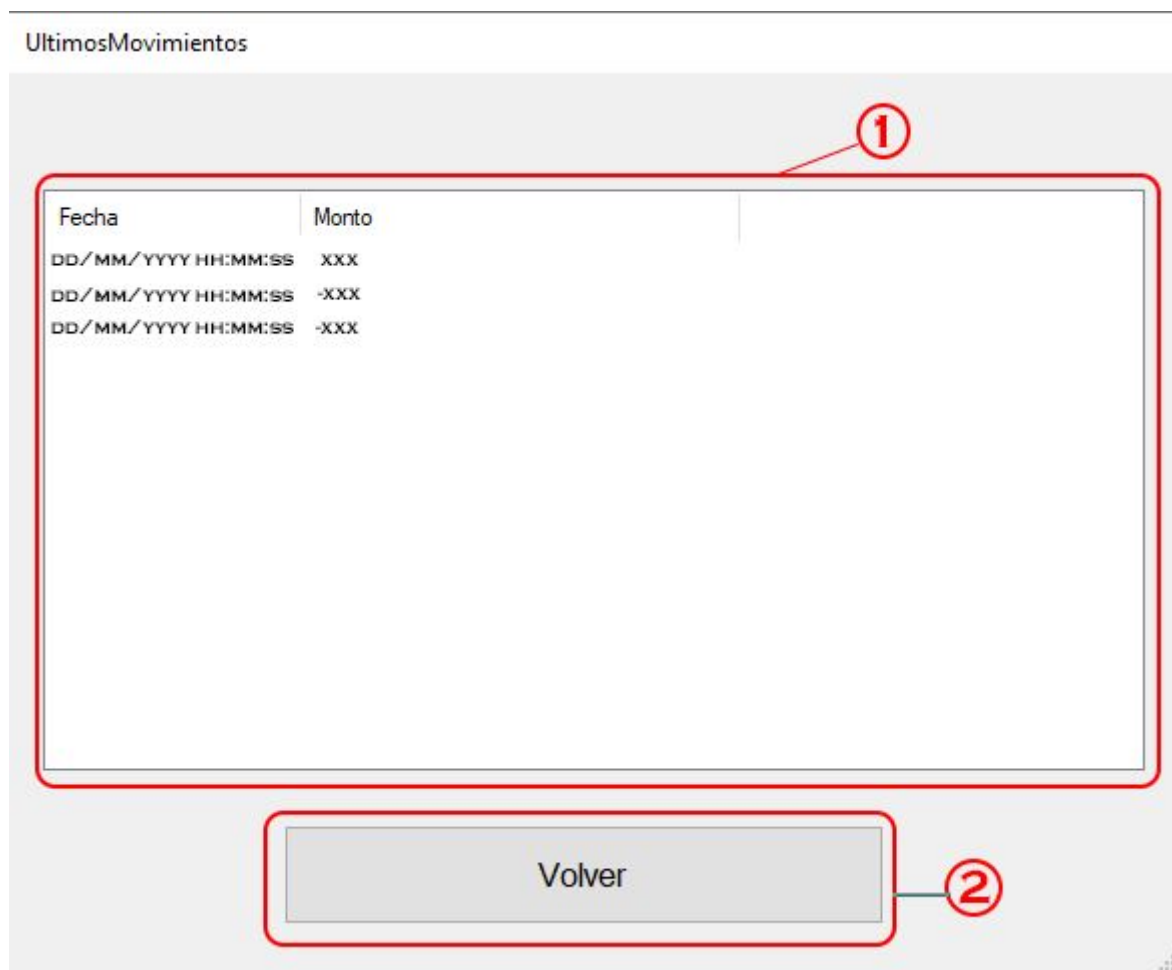 UltimosMovimientos
1
Fecha Monto
DD/MM/YYYY HH:MM:SS XXX
DD/MM/YYYY HH:MM:SS -XXX
DD/MM/YYYY HH:MM:SS -XXX
Volver
2